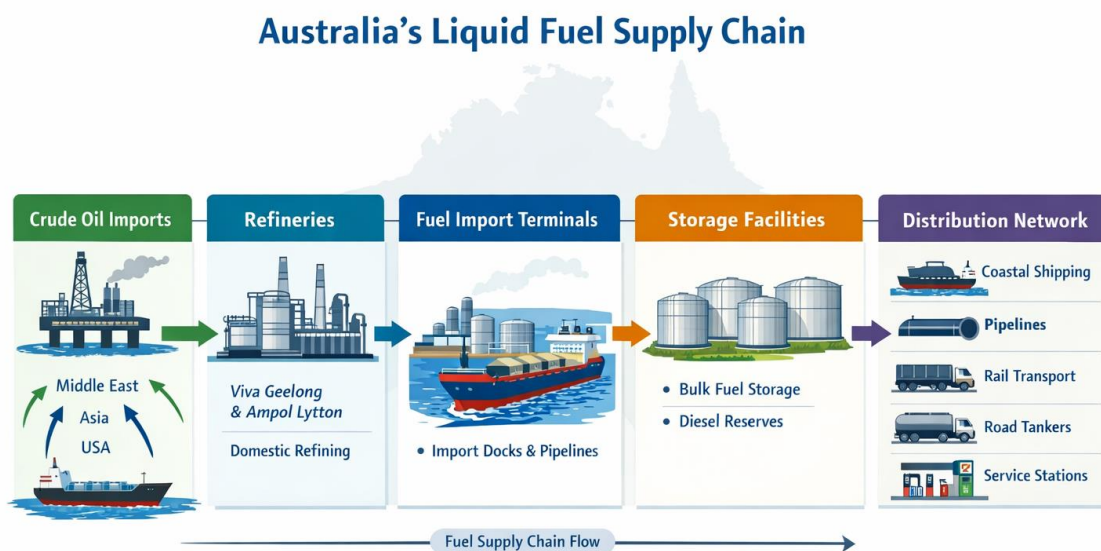 Australia's Liquid Fuel Supply Chain
Crude Oil Imports
Middle East
Asia
USA
Refineries
Viva Geelong
& Ampol Lytton
Domestic Refining
Fuel Import Terminals
• Import Docks & Pipelines
Storage Facilities
• Bulk Fuel Storage
• Diesel Reserves
Distribution Network
Coastal Shipping
Pipelines
Rail Transport
Road Tankers
7
Service Stations
Fuel Supply Chain Flow